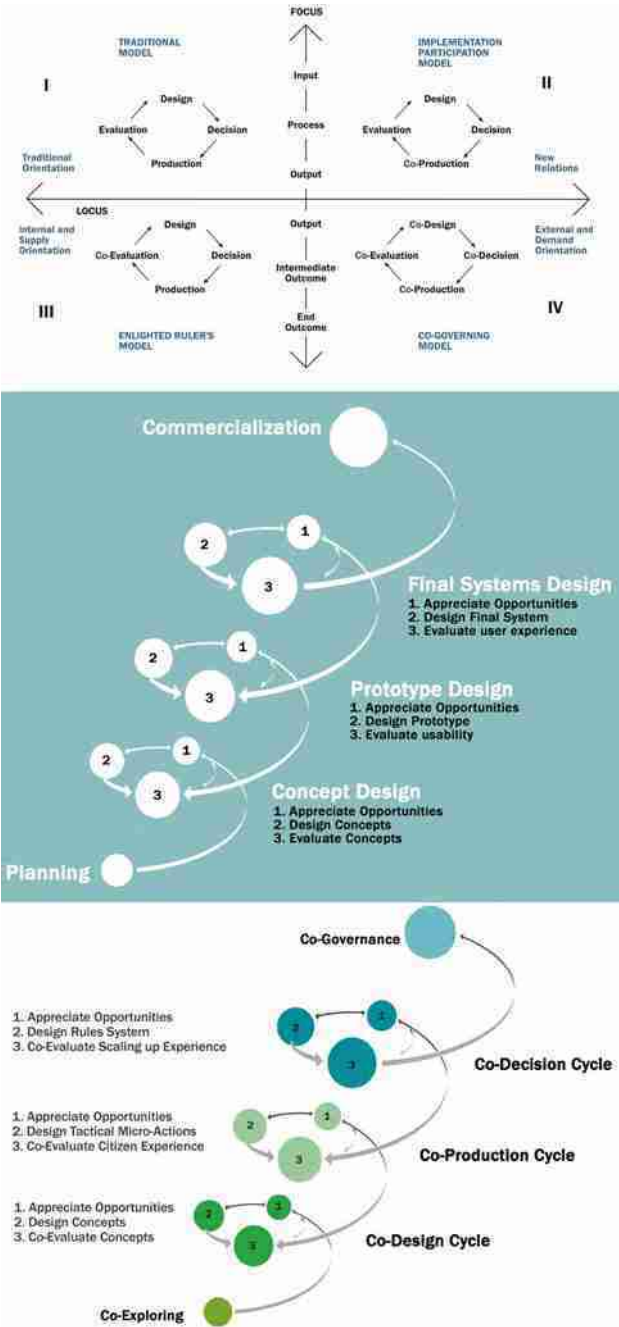 FOCUS
TRADITIONAL
MODEL
IMPLEMENTATION
PARTICIPATION
MODEL
I
II
Input
Design
Design
Process
Evaluation
Decision
Evaluation
Decision
Production
Co-Production
Output
Traditional
Orientation
New
Relations
LOCUS
Internal and
Supply
Orientation
Output
External and
Demand
Orientation
Design
Co-Design
Co-Evaluation
Decision
Co-Evaluation
Co-Decision
Intermediate
Outcome
Production
Co-Production
III
IV
End
Outcome
ENLIGHTED RULER'S
MODEL
CO-GOVERNING
MODEL
Commercialization
1
2
3
Final Systems Design
1. Appreciate Opportunities
2. Design Final System
3. Evaluate user experience
1
2
3
Prototype Design
1. Appreciate Opportunities
2. Design Prototype
3. Evaluate usability
1
2
3
Concept Design
1. Appreciate Opportunities
2. Design Concepts
3. Evaluate Concepts
Planning
Co-Governance
1. Appreciate Opportunities
2. Design Rules System
3. Co-Evaluate Scaling up Experience
1
2
3
Co-Decision Cycle
1. Appreciate Opportunities
2. Design Tactical Micro-Actions
3. Co-Evaluate Citizen Experience
1
2
3
Co-Production Cycle
1. Appreciate Opportunities
2. Design Concepts
3. Co-Evaluate Concepts
1
2
3
Co-Design Cycle
Co-Exploring